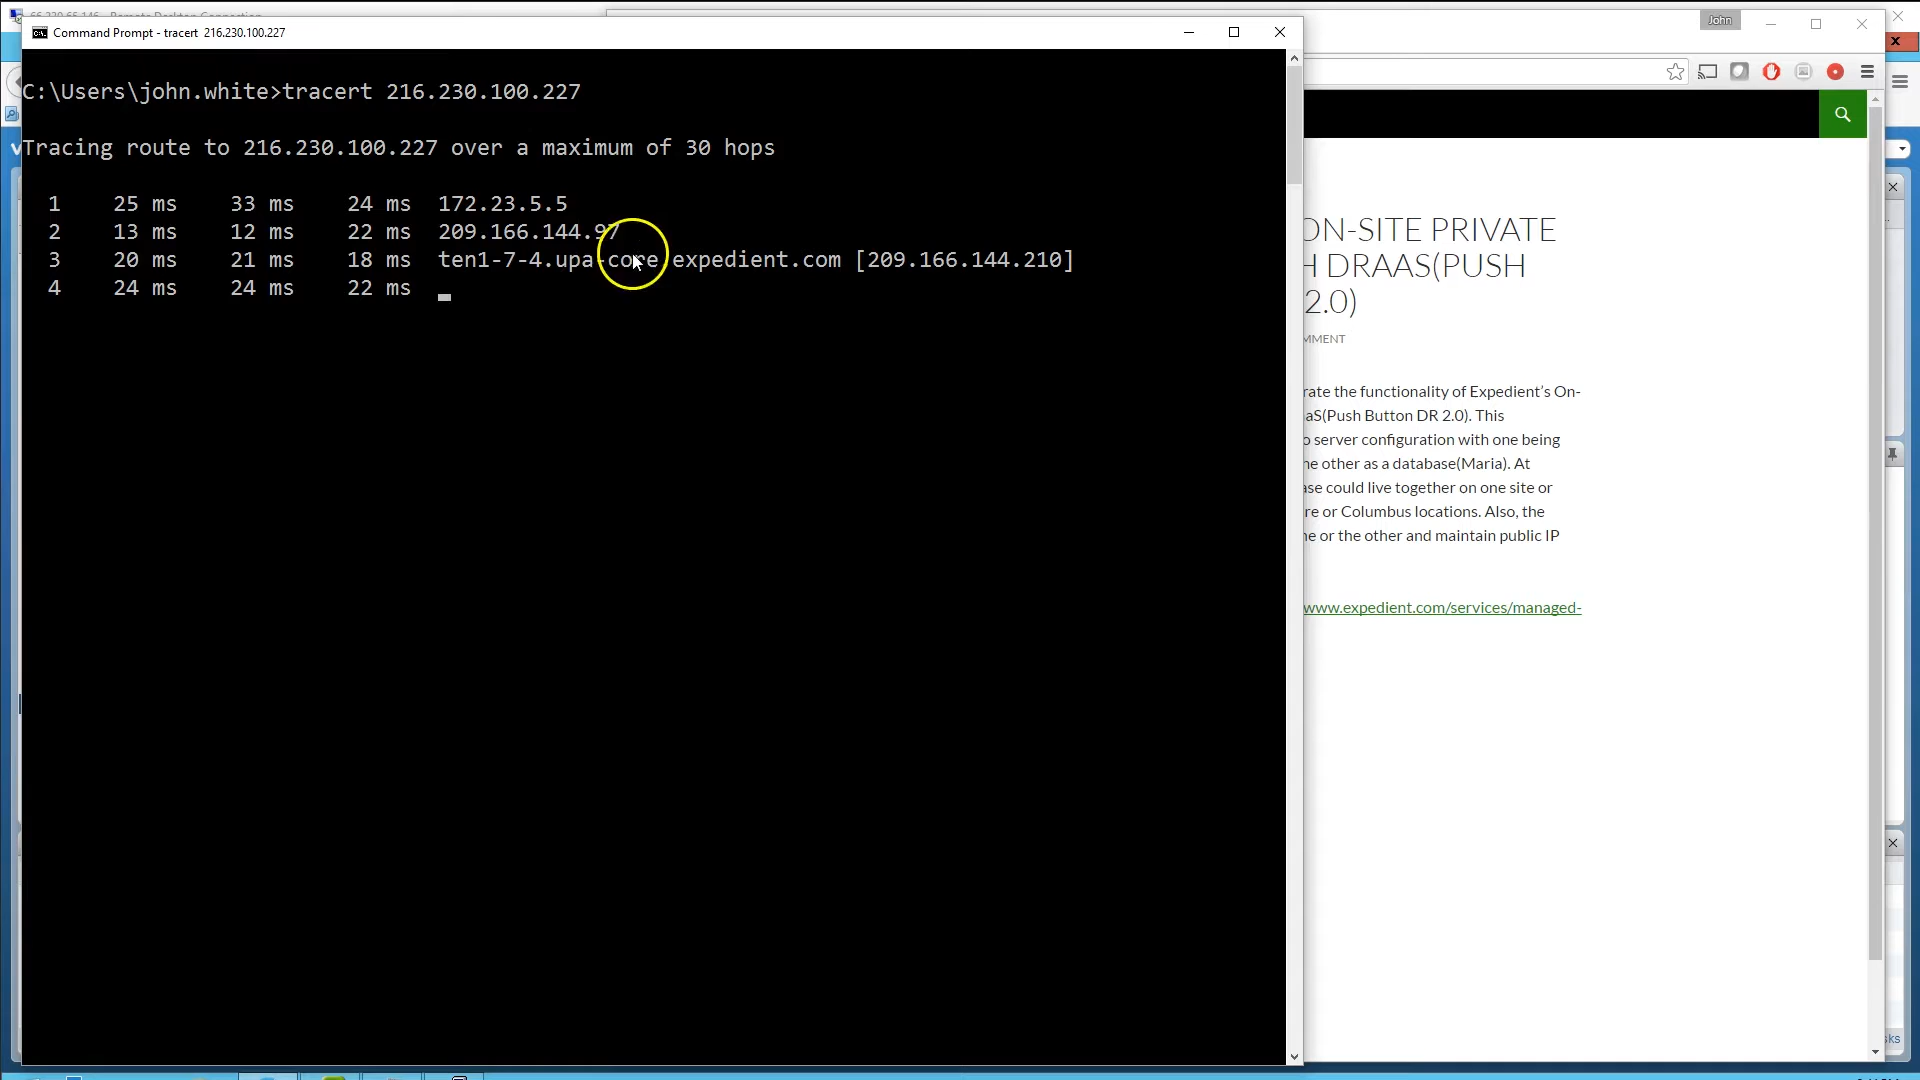 Command Prompt - tracert 216.230.100.227
John
C:\Users\john.white>tracert 216.230.100.227
Tracing route to 216.230.100.227 over a maximum of 30 hops
1 25 ms 33 ms 24 ms 172.23.5.5
2 13 ms 12 ms 22 ms 209.166.144.97
3 20 ms 21 ms 18 ms ten1-7-4.upa-core.expedient.com [209.166.144.210]
4 24 ms 24 ms 22 ms
ON-SITE PRIVATE
H DRAAS(PUSH
2.0)
MMENT
rate the functionality of Expedient's On-
aS(Push Button DR 2.0). This
o server configuration with one being
he other as a database(Maria). At
ase could live together on one site or
re or Columbus locations. Also, the
ne or the other and maintain public IP
www.expedient.com/services/managed-